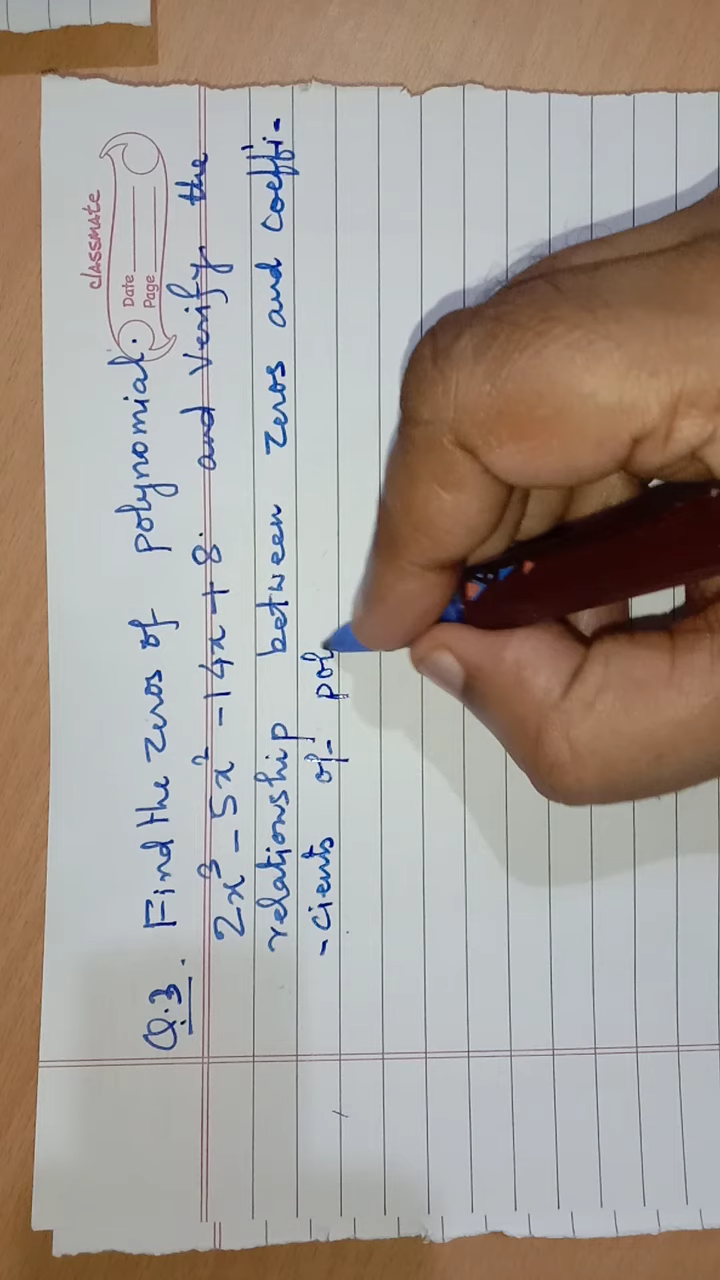 classmate
Date
Page
Q.3. Find the zeros of polynomial.
2x³ - 5x² - 14x + 8 and verify the
relationship between zeros and coeffi-
-cients of pol